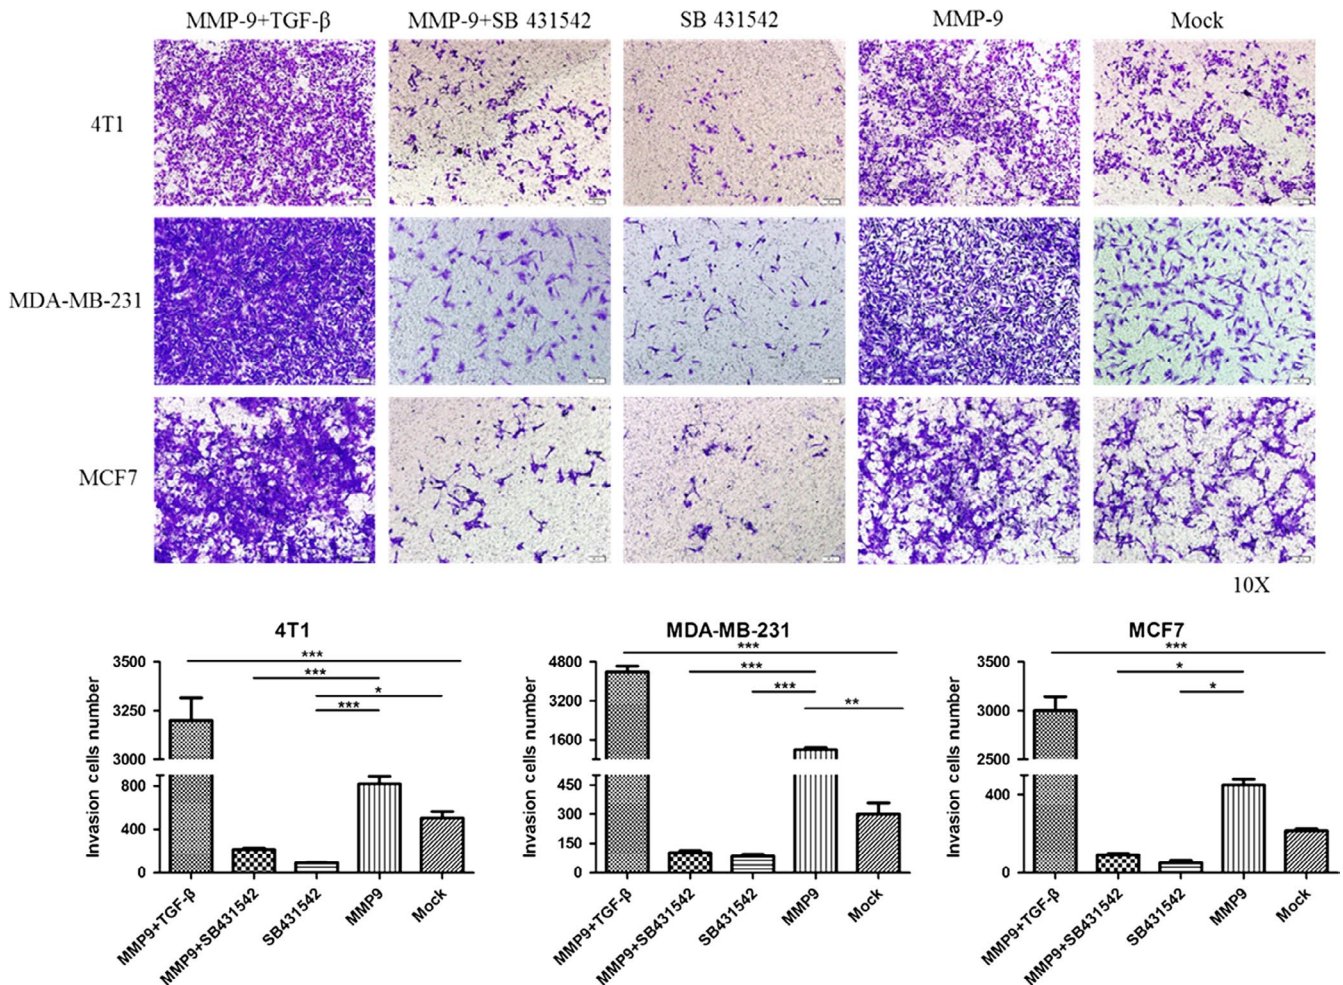 MMP-9+TGF-β MMP-9+SB 431542 SB 431542 MMP-9 Mock
4T1
MDA-MB-231
MCF7
10X
4T1
Invasion cells number
3500
3250
3000
800
400
0
***
***
*
***
MMP9+TGF-β
MMP9+SB431542
SB431542
MMP9
Mock
MDA-MB-231
Invasion cells number
4800
3200
1600
450
300
150
0
***
***
***
**
MMP9+TGF-β
MMP9+SB431542
SB431542
MMP9
Mock
MCF7
Invasion cells number
3500
3000
2500
400
0
***
*
*
MMP9+TGF-β
MMP9+SB431542
SB431542
MMP9
Mock